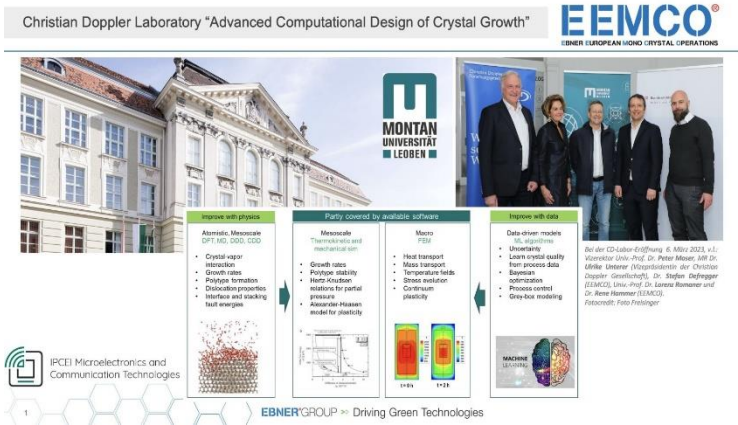 Christian Doppler Laboratory "Advanced Computational Design of Crystal Growth"
EEMCO®
EBNER EUROPEAN MONO CRYSTAL OPERATIONS
MONTAN
UNIVERSITÄT
LEOBEN
Improve with physics
Atomistic, Mesoscale
DFT, MD, DDD, CDD
• Crystal-vapor
interaction
• Growth rates
• Polytype formation
• Dislocation properties
• Interface and stacking
fault energies
Partly covered by available software
Mesoscale
Thermokinetic and
mechanical sim
• Growth rates
• Polytype stability
• Hertz-Knudsen
relations for partial
pressure
• Alexander-Haasen
model for plasticity
Macro
FEM
• Heat transport
• Mass transport
• Temperature fields
• Stress evolution
• Continuum
plasticity
t = 0 h
t = 2 h
Improve with data
Data-driven models
ML algorithms
• Uncertainty
• Learn crystal quality
from process data
• Bayesian
optimization
• Process control
• Grey-box modeling
MACHINE
LEARNING
Bei der CD-Labor-Eröffnung 6. März 2023, v.l.:
Vizerektor Univ.-Prof. Dr. Peter Moser, MR Dr.
Ulrike Unterer (Vizepräsidentin der Christian
Doppler Gesellschaft), Dr. Stefan Defregger
(EEMCO), Univ.-Prof. Dr. Lorenz Romaner und
Dr. Rene Hammer (EEMCO).
Fotocredit: Foto Freisinger
IPCEI Microelectronics and
Communication Technologies
1
EBNER®GROUP >> Driving Green Technologies